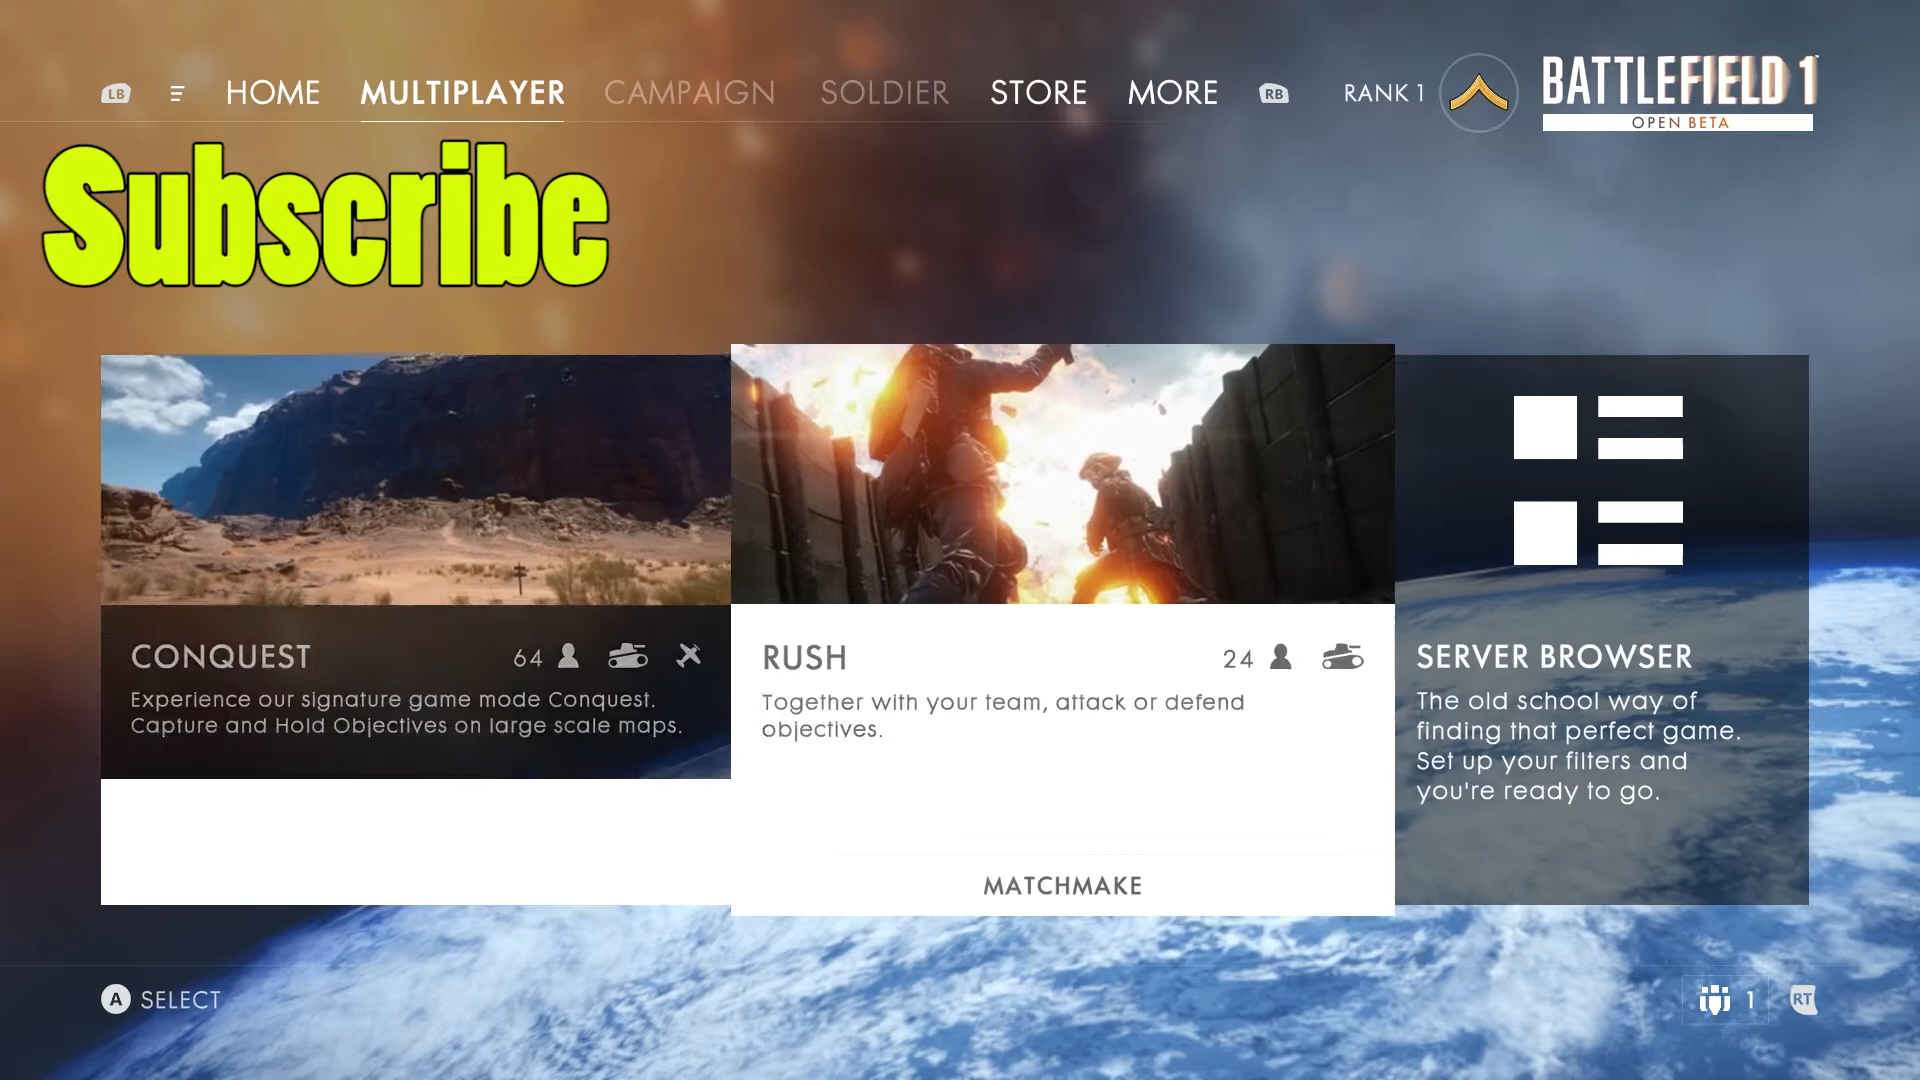 LB HOME MULTIPLAYER CAMPAIGN SOLDIER STORE MORE RB RANK 1 BATTLEFIELD 1
OPEN BETA
Subscribe
CONQUEST 64
Experience our signature game mode Conquest.
Capture and Hold Objectives on large scale maps.
RUSH 24
Together with your team, attack or defend
objectives.
MATCHMAKE
SERVER BROWSER
The old school way of
finding that perfect game.
Set up your filters and
you're ready to go.
A SELECT
1 RT